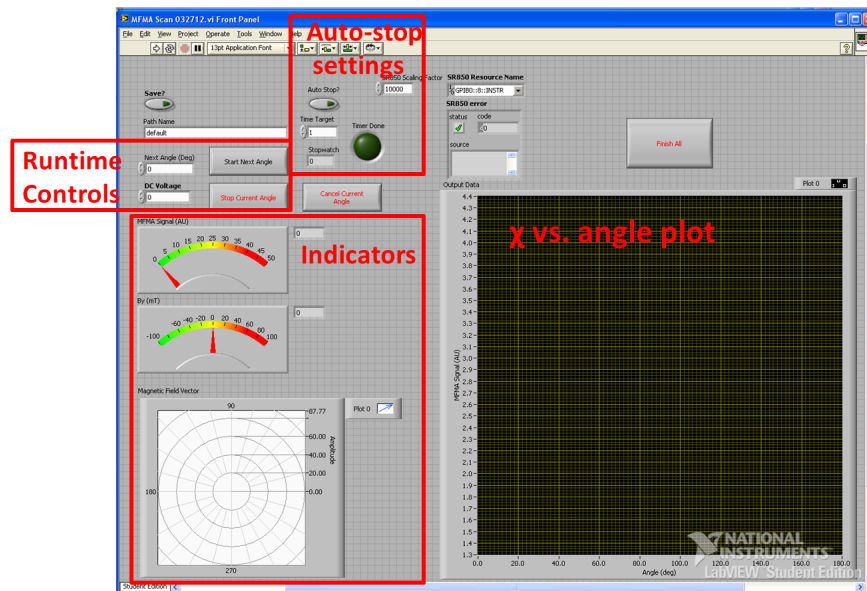 MFMA Scan 032712.vi Front Panel
File Edit View Project Operate Tools Window Help
13pt Application Font
Auto-stop
settings
Save?
Path Name
default
Auto Stop?
SR850 Scaling Factor
10000
Time Target
1
Timer Done
Stopwatch
0
SR850 Resource Name
GPIB0::8::INSTR
SR850 error
status code
0
source
Finish All
Runtime
Controls
Next Angle (Deg)
0
Start Next Angle
DC Voltage
0
Stop Current Angle
Cancel Current
Angle
MFMA Signal (AU)
0 5 10 15 20 25 30 35 40 45 50
0
Indicators
By (mT)
-100 -60 -40 -20 0 20 40 60 80 100
0
Magnetic Field Vector
Plot 0
90
180
270
87.77
-60.00
-40.00
-20.00
-0.00
Amplitude
Output Data
Plot 0
χ vs. angle plot
4.4
4.3
4.2
4.1
4.0
3.9
3.8
3.7
3.6
3.5
3.4
3.3
3.2
3.1
3.0
2.9
2.8
2.7
2.6
2.5
2.4
2.3
2.2
2.1
2.0
1.9
1.8
1.7
1.6
1.5
1.4
1.3
MFMA Signal (AU)
0.0 20.0 40.0 60.0 80.0 100.0 120.0 140.0 160.0 180.0
Angle (deg)
NATIONAL
INSTRUMENTS
LabVIEW Student Edition
Student Edition